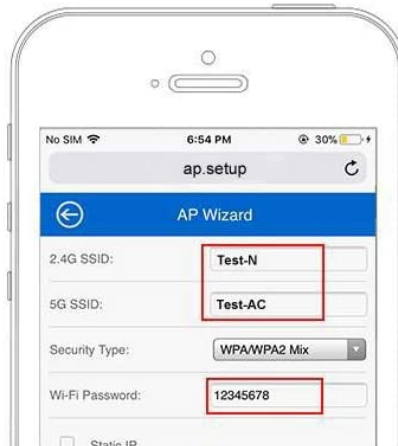 No SIM 6:54 PM 30%
ap.setup
AP Wizard
2.4G SSID: Test-N
5G SSID: Test-AC
Security Type: WPA/WPA2 Mix
Wi-Fi Password: 12345678
Static IP